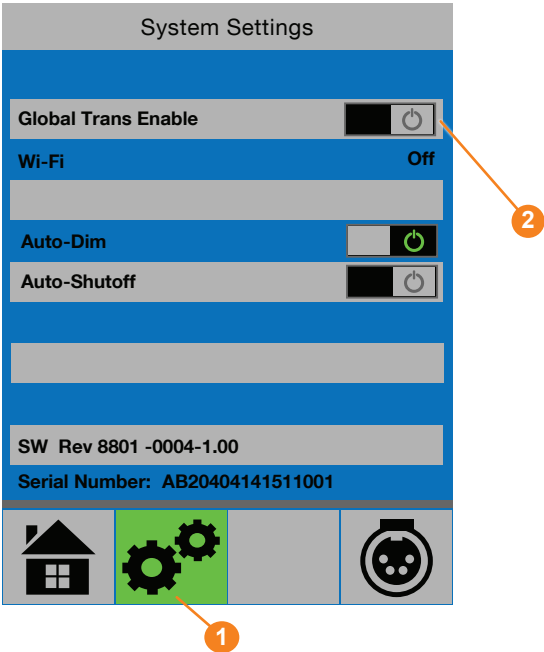 System Settings
Global Trans Enable
Wi-Fi Off
2
Auto-Dim
Auto-Shutoff
SW Rev 8801 -0004-1.00
Serial Number: AB20404141511001
1